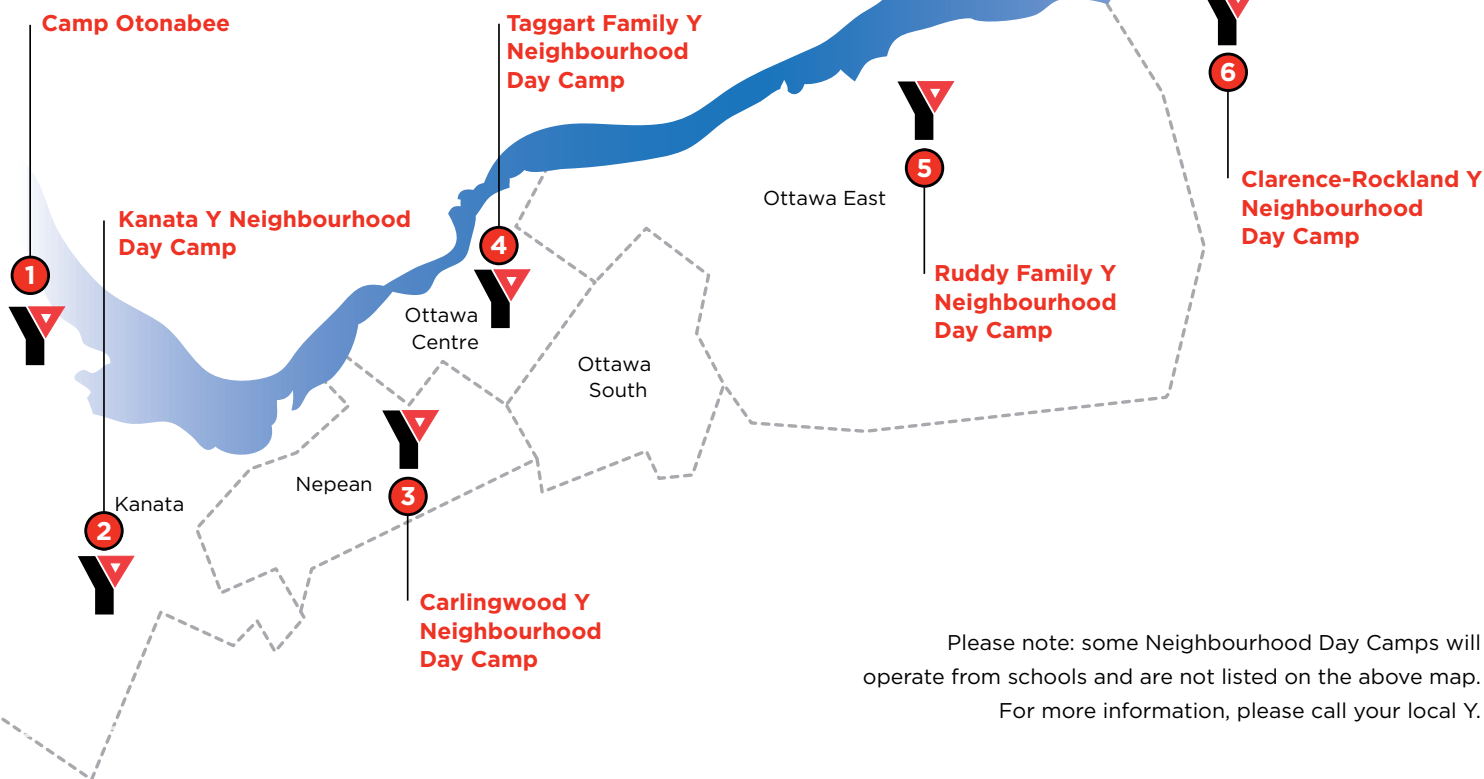 Camp Otonabee
1
Kanata Y Neighbourhood
Day Camp
2
Kanata
Taggart Family Y
Neighbourhood
Day Camp
4
Ottawa
Centre
Nepean
3
Carlingwood Y
Neighbourhood
Day Camp
Ottawa
South
Ottawa East
5
Ruddy Family Y
Neighbourhood
Day Camp
6
Clarence-Rockland Y
Neighbourhood
Day Camp
Please note: some Neighbourhood Day Camps will
operate from schools and are not listed on the above map.
For more information, please call your local Y.